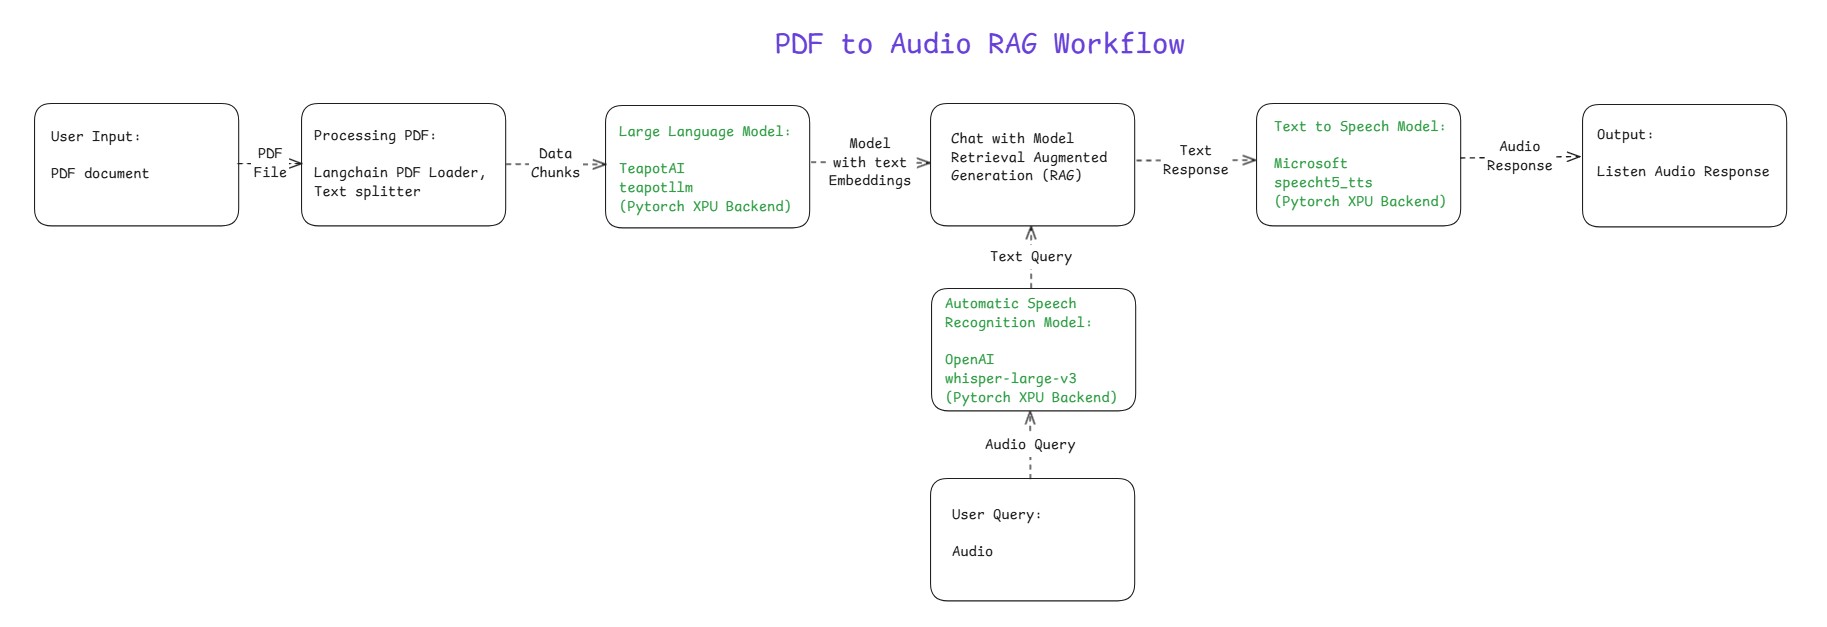 PDF to Audio RAG Workflow
User Input:
PDF document
PDF
File
Processing PDF:
Langchain PDF Loader,
Text splitter
Data
Chunks
Large Language Model:
TeapotAI
teapotllm
(Pytorch XPU Backend)
Model
with text
Embeddings
Chat with Model
Retrieval Augmented
Generation (RAG)
Text
Response
Text to Speech Model:
Microsoft
speecht5_tts
(Pytorch XPU Backend)
Audio
Response
Output:
Listen Audio Response
Text Query
Automatic Speech
Recognition Model:
OpenAI
whisper-large-v3
(Pytorch XPU Backend)
Audio Query
User Query:
Audio